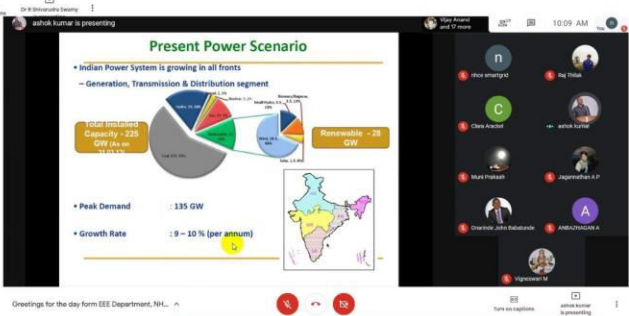 Dr R Shivarudra Swamy
ashok kumar is presenting
Vijay Anand
and 17 more
10:09 AM
You
Present Power Scenario
• Indian Power System is growing in all fronts
– Generation, Transmission & Distribution segment
Total Installed
Capacity - 225
GW (As on
Renewable - 28
GW
• Peak Demand : 135 GW
• Growth Rate : 9 – 10 % (per annum)
n
nhce smartgrid
Raj Thilak
C
Clara Arackal
ashok kumar
Muni Prakash
Jagannathan A P
A
Onarinde John Babatunde
ANBAZHAGAN A
Vigneswari M
Greetings for the day form EEE Department, NH...
Turn on captions
ashok kumar
is presenting